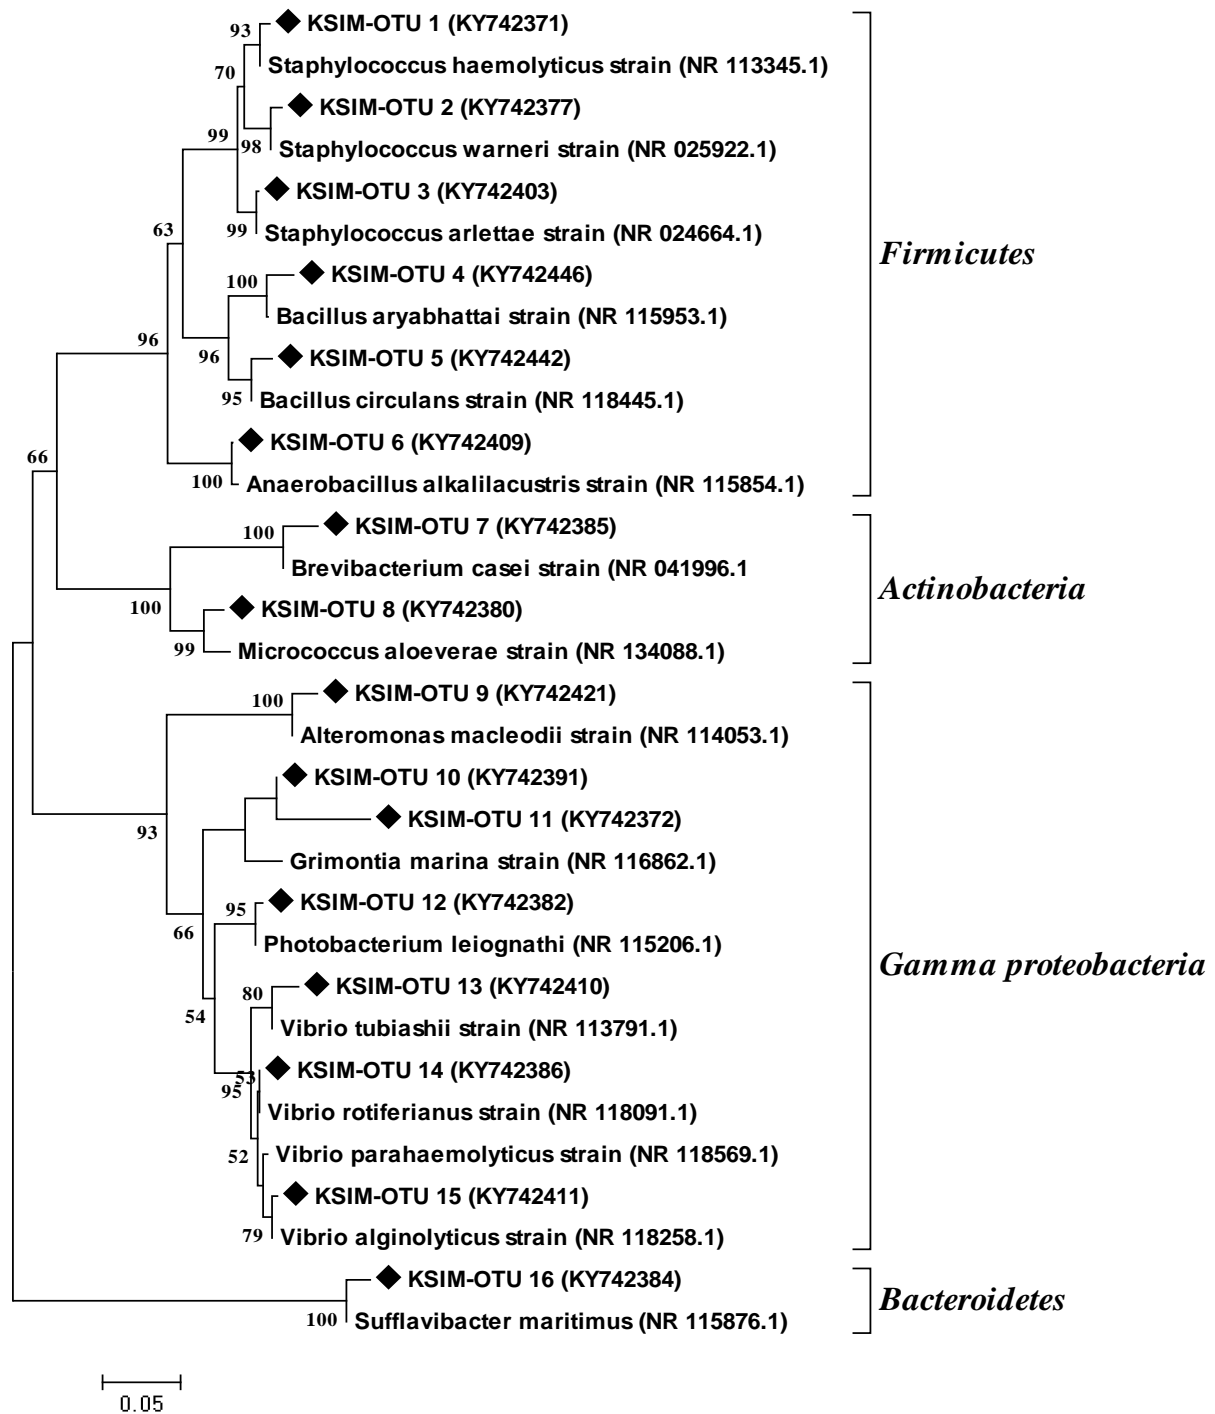 93
KSIM-OTU 1 (KY742371)
Staphylococcus haemolyticus strain (NR 113345.1)
70
KSIM-OTU 2 (KY742377)
99
98
Staphylococcus warneri strain (NR 025922.1)
KSIM-OTU 3 (KY742403)
99
Staphylococcus arlettae strain (NR 024664.1)
63
Firmicutes
KSIM-OTU 4 (KY742446)
100
Bacillus aryabhattai strain (NR 115953.1)
96
96
KSIM-OTU 5 (KY742442)
95
Bacillus circulans strain (NR 118445.1)
KSIM-OTU 6 (KY742409)
66
100
Anaerobacillus alkalilacustris strain (NR 115854.1)
KSIM-OTU 7 (KY742385)
100
Brevibacterium casei strain (NR 041996.1
Actinobacteria
100
KSIM-OTU 8 (KY742380)
99
Micrococcus aloeverae strain (NR 134088.1)
KSIM-OTU 9 (KY742421)
100
Alteromonas macleodii strain (NR 114053.1)
KSIM-OTU 10 (KY742391)
KSIM-OTU 11 (KY742372)
93
Grimontia marina strain (NR 116862.1)
KSIM-OTU 12 (KY742382)
95
66
Photobacterium leiognathi (NR 115206.1)
Gamma proteobacteria
KSIM-OTU 13 (KY742410)
80
54
Vibrio tubiashii strain (NR 113791.1)
KSIM-OTU 14 (KY742386)
53
95
Vibrio rotiferianus strain (NR 118091.1)
52
Vibrio parahaemolyticus strain (NR 118569.1)
KSIM-OTU 15 (KY742411)
79
Vibrio alginolyticus strain (NR 118258.1)
KSIM-OTU 16 (KY742384)
Bacteroidetes
100
Sufflavibacter maritimus (NR 115876.1)
0.05